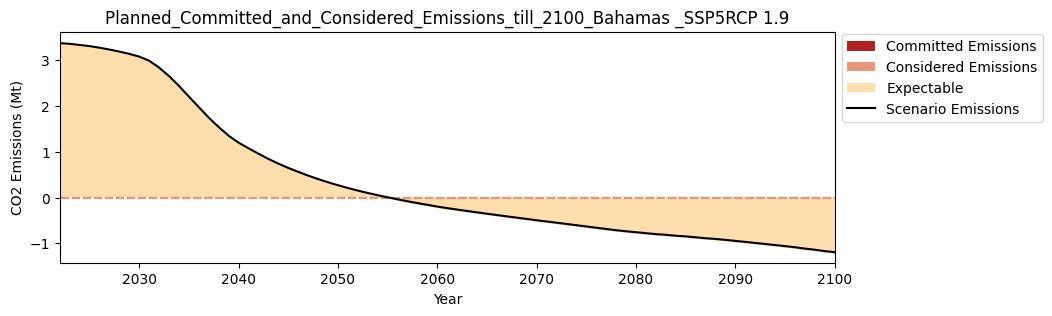 Planned_Committed_and_Considered_Emissions_till_2100_Bahamas _SSP5RCP 1.9
Committed Emissions
Considered Emissions
Expectable
Scenario Emissions
CO2 Emissions (Mt)
3
2
1
0
−1
2030 2040 2050 2060 2070 2080 2090 2100
Year